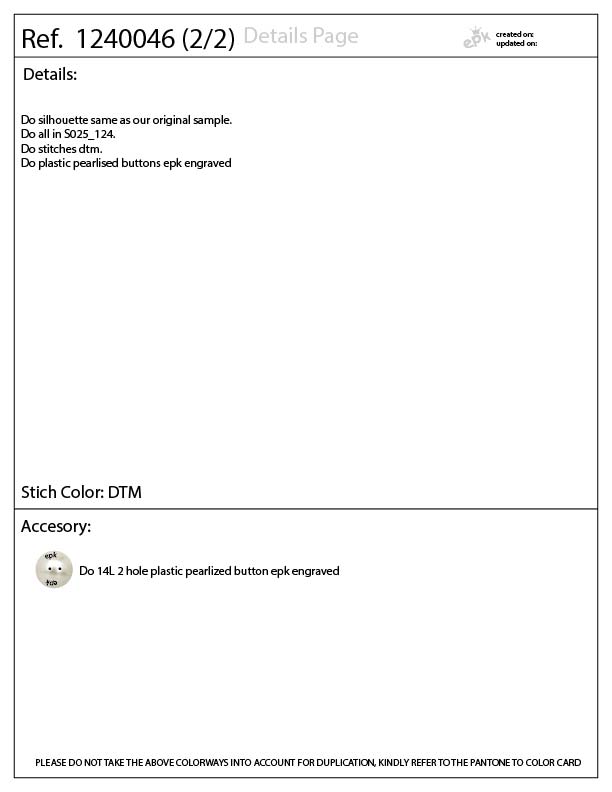 Ref. 1240046 (2/2) Details Page
epk
created on:
updated on:
Details:
Do silhouette same as our original sample.
Do all in S025_124.
Do stitches dtm.
Do plastic pearlised buttons epk engraved
Stich Color: DTM
Accesory:
epk
epk
Do 14L 2 hole plastic pearlized button epk engraved
PLEASE DO NOT TAKE THE ABOVE COLORWAYS INTO ACCOUNT FOR DUPLICATION, KINDLY REFER TO THE PANTONE TO COLOR CARD